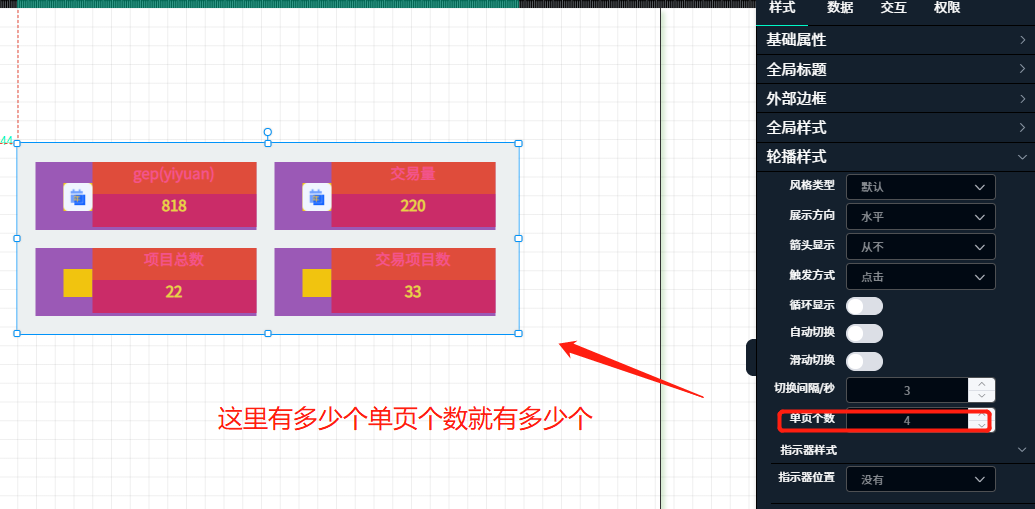 样式 数据 交互 权限
基础属性
全局标题
外部边框
全局样式
轮播样式
风格类型 默认
展示方向 水平
箭头显示 从不
触发方式 点击
循环显示
自动切换
滑动切换
切换间隔/秒 3
单页个数 4
指示器样式
指示器位置 没有
44
gep(yiyuan) 交易量
818 220
项目总数 交易项目数
22 33
这里有多少个单页个数就有多少个